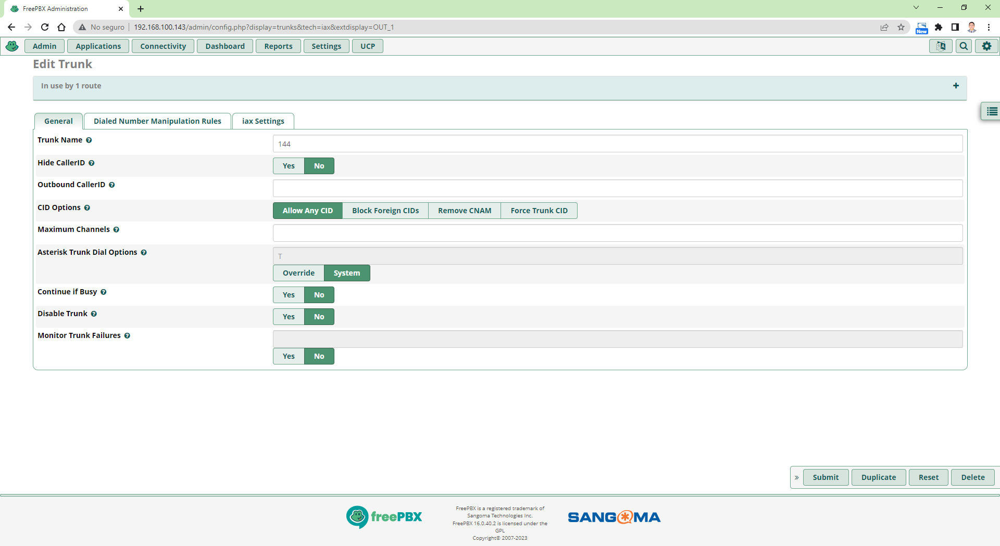 FreePBX Administration
No seguro
192.168.100.143/admin/config.php?display=trunks&tech=iax&extdisplay=OUT_1
New
Admin Applications Connectivity Dashboard Reports Settings UCP
Edit Trunk
In use by 1 route
General Dialed Number Manipulation Rules iax Settings
Trunk Name
144
Hide CallerID
Yes No
Outbound CallerID
CID Options
Allow Any CID Block Foreign CIDs Remove CNAM Force Trunk CID
Maximum Channels
Asterisk Trunk Dial Options
T
Override System
Continue if Busy
Yes No
Disable Trunk
Yes No
Monitor Trunk Failures
Yes No
» Submit Duplicate Reset Delete
freePBX
FreePBX is a registered trademark of
Sangoma Technologies Inc.
FreePBX 16.0.40.2 is licensed under the
GPL
Copyright© 2007-2023
SANGOMA